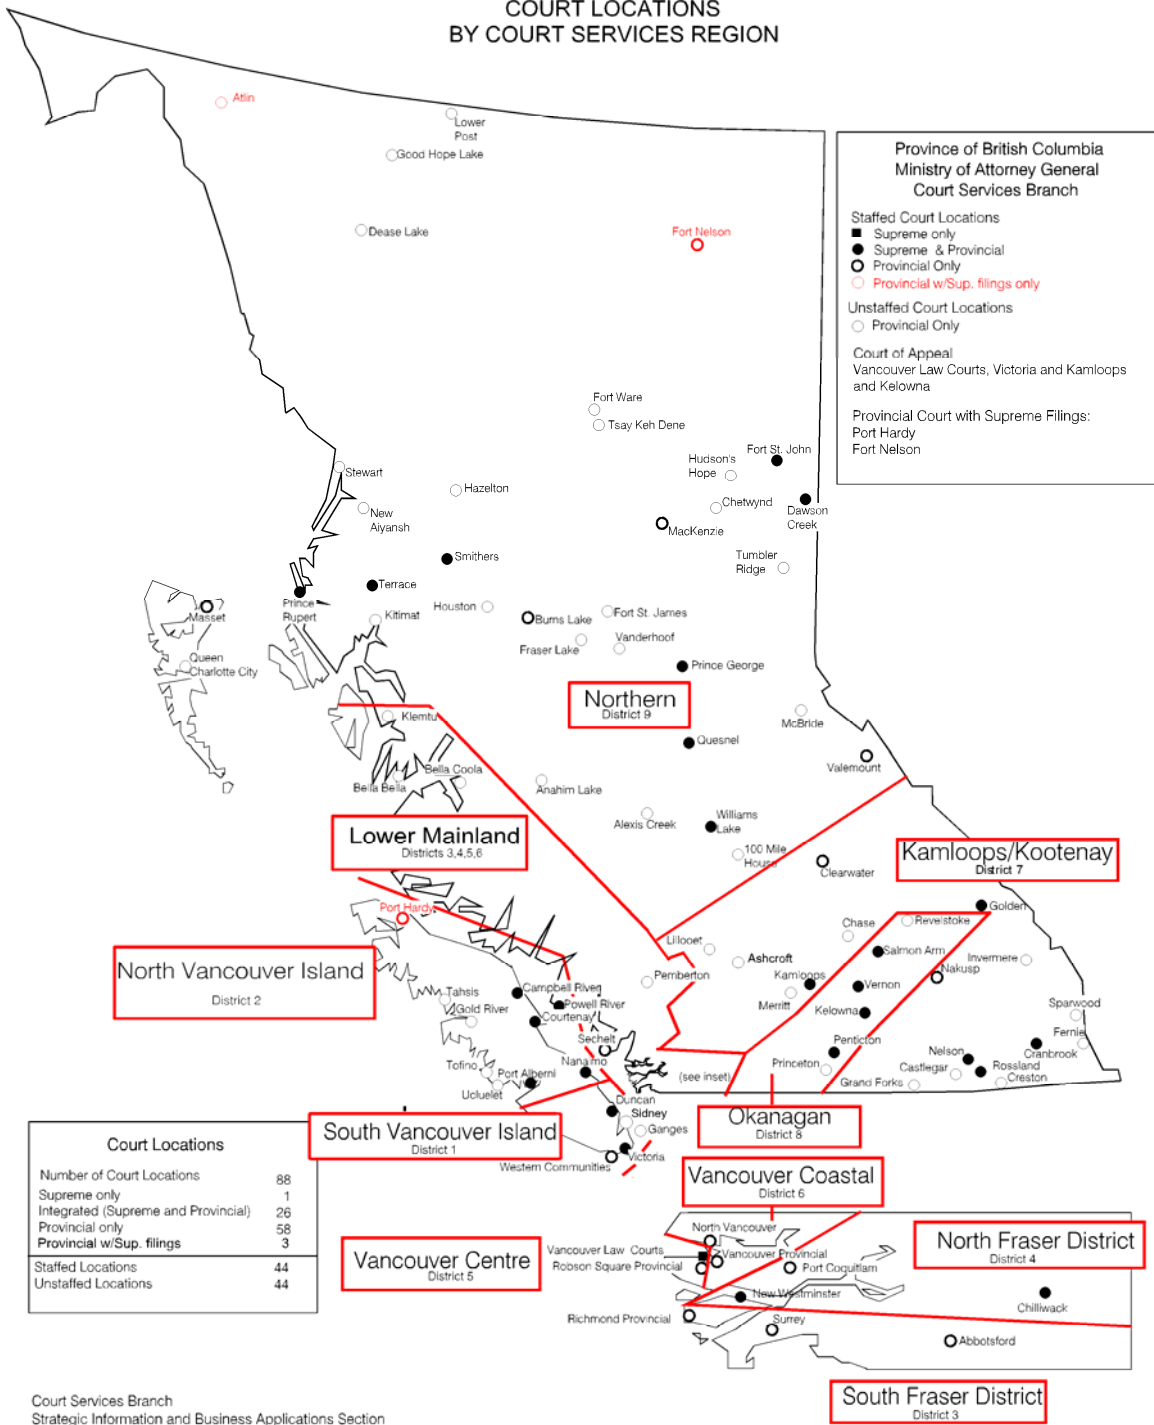 COURT LOCATIONS
BY COURT SERVICES REGION
Atlin
Lower
Post
Good Hope Lake
Dease Lake
Fort Nelson
Province of British Columbia
Ministry of Attorney General
Court Services Branch
Staffed Court Locations
Supreme only
Supreme & Provincial
Provincial Only
Provincial w/Sup. filings only
Unstaffed Court Locations
Provincial Only
Court of Appeal
Vancouver Law Courts, Victoria and Kamloops
and Kelowna
Provincial Court with Supreme Filings:
Port Hardy
Fort Nelson
Fort Ware
Tsay Keh Dene
Fort St. John
Hudson's
Hope
Stewart
Hazelton
Chetwynd
New
Aiyansh
Dawson
Creek
MacKenzie
Smithers
Tumbler
Ridge
Terrace
Prince
Rupert
Masset
Kitimat
Houston
Burns Lake
Fort St. James
Fraser Lake
Vanderhoof
Queen
Charlotte City
Prince George
Northern
District 9
Klemtu
McBride
Quesnel
Valemount
Bella Coola
Bella Bella
Anahim Lake
Alexis Creek
Williams
Lake
Lower Mainland
Districts 3,4,5,6
100 Mile
House
Clearwater
Kamloops/Kootenay
District 7
Port Hardy
Golden
Revelstoke
Chase
Lillooet
Ashcroft
Salmon Arm
Invermere
Nakusp
North Vancouver Island
District 2
Pemberton
Kamloops
Merritt
Vernon
Tahsis
Campbell River
Gold River
Powell River
Courtenay
Kelowna
Sparwood
Fernie
Sechelt
Penticton
Cranbrook
Nelson
Nanaimo
Princeton
Tofino
Port Alberni
(see inset)
Castlegar
Rossland
Creston
Grand Forks
Ucluelet
Duncan
Sidney
Ganges
Okanagan
District 8
South Vancouver Island
District 1
Victoria
Western Communities
Court Locations
Number of Court Locations 88
Supreme only 1
Integrated (Supreme and Provincial) 26
Provincial only 58
Provincial w/Sup. filings 3
Staffed Locations 44
Unstaffed Locations 44
Vancouver Coastal
District 6
North Vancouver
Vancouver Law Courts
Vancouver Provincial
Robson Square Provincial
Port Coquitlam
North Fraser District
District 4
Vancouver Centre
District 5
New Westminster
Chilliwack
Richmond Provincial
Surrey
Abbotsford
South Fraser District
District 3
Court Services Branch
Strategic Information and Business Applications Section